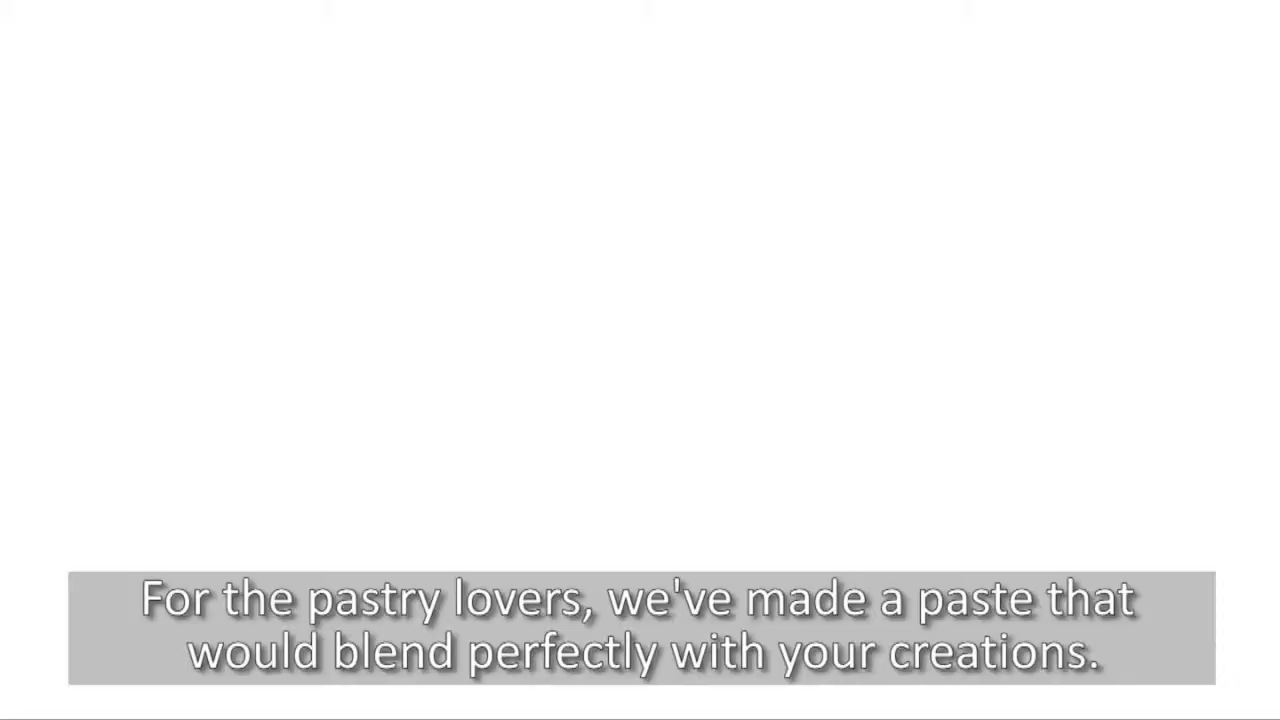 For the pastry lovers, we've made a paste that
would blend perfectly with your creations.